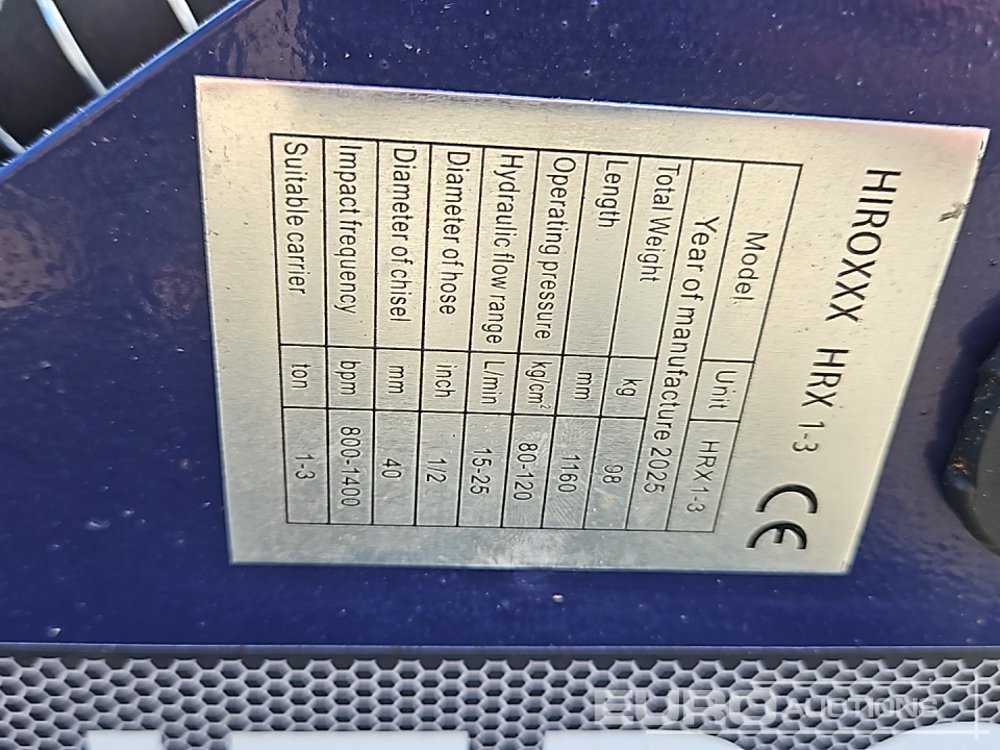 HIROXXX HRX 1-3 CE
Model Unit HRX1-3
Year of manufacture 2025
Total Weight kg 98
Length mm 1160
Operating pressure kg/cm² 80-120
Hydraulic flow range L/min 15-25
Diameter of hose inch 1/2
Diameter of chisel mm 40
Impact frequency bpm 800-1400
Suitable carrier ton 1-3
EURO AUCTIONS